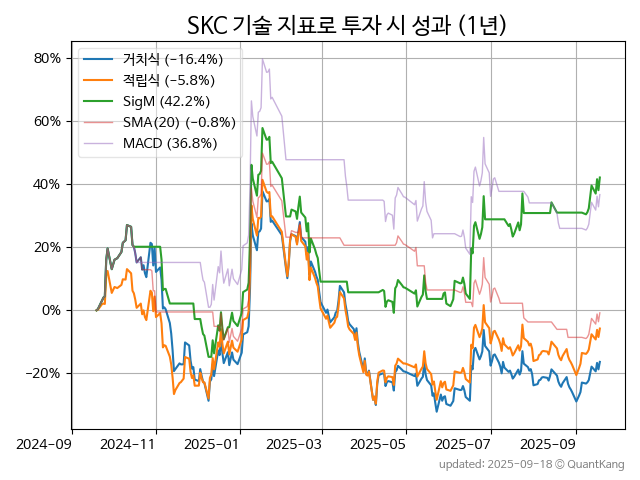 SKC 기술 지표로 투자 시 성과 (1년)
80%
60%
40%
20%
0%
−20%
거치식 (−16.4%)
적립식 (−5.8%)
SigM (42.2%)
SMA(20) (−0.8%)
MACD (36.8%)
2024-09 2024-11 2025-01 2025-03 2025-05 2025-07 2025-09
updated: 2025-09-18 © QuantKang